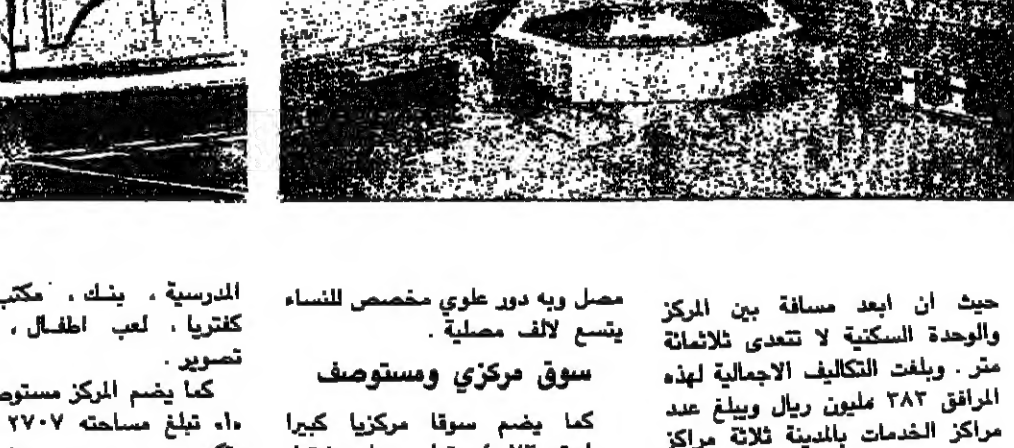 حيث ان ابعد مسافة بين المركز
والوحدة السكنية لا تتعدى ثلاثمائة
متر . وبلغت التكاليف الاجمالية لهذه
المرافق ٣٨٣ مليون ريال ويبلغ عدد
مراكز الخدمات بالمدينة ثلاثة مراكز
مصل وبه دور علوي مخصص للنساء
يتسع لالف مصلية .
سوق مركزي ومستوصف
كما يضم سوقا مركزيا كبيرا
المدرسية ، بنك ، مكتب
كفتريا ، لعب اطفال ،
تصوير .
كما يضم المركز مستوص
تبلغ مساحته ٢٧٠٧